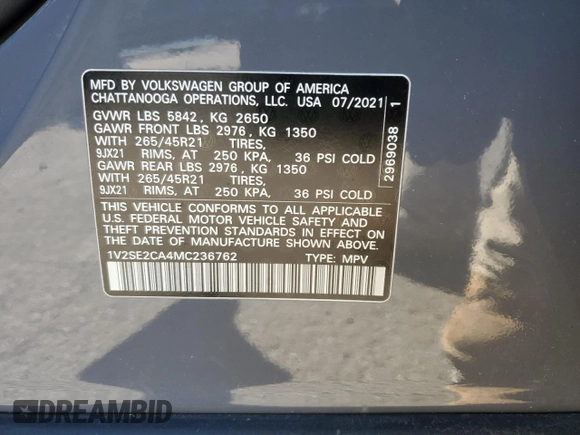 MFD BY VOLKSWAGEN GROUP OF AMERICA
CHATTANOOGA OPERATIONS, LLC. USA 07/2021
GVWR LBS 5842, KG 2650
GAWR FRONT LBS 2976, KG 1350
WITH 265/45R21 TIRES,
9JX21 RIMS, AT 250 KPA, 36 PSI COLD
GAWR REAR LBS 2976, KG 1350
WITH 265/45R21 TIRES,
9JX21 RIMS, AT 250 KPA, 36 PSI COLD
THIS VEHICLE CONFORMS TO ALL APPLICABLE
U.S. FEDERAL MOTOR VEHICLE SAFETY AND
THEFT PREVENTION STANDARDS IN EFFECT ON
THE DATE OF MANUFACTURE SHOWN ABOVE.
1V2SE2CA4MC236762 TYPE: MPV
2969038 1
DREAMBID